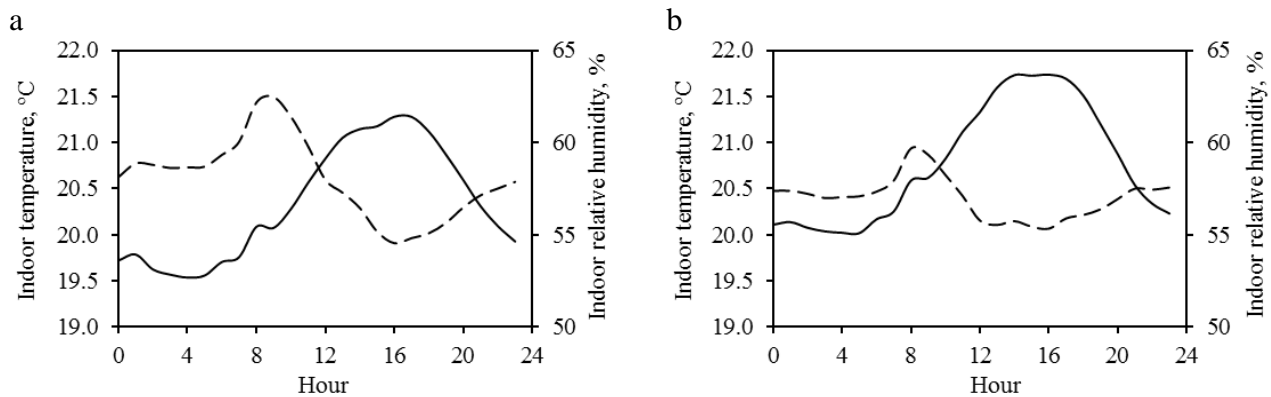 a
22.0
21.5
21.0
20.5
20.0
19.5
19.0
Indoor temperature, °C
65
60
55
50
Indoor relative humidity, %
0 4 8 12 16 20 24
Hour
b
22.0
21.5
21.0
20.5
20.0
19.5
19.0
Indoor temperature, °C
65
60
55
50
Indoor relative humidity, %
0 4 8 12 16 20 24
Hour